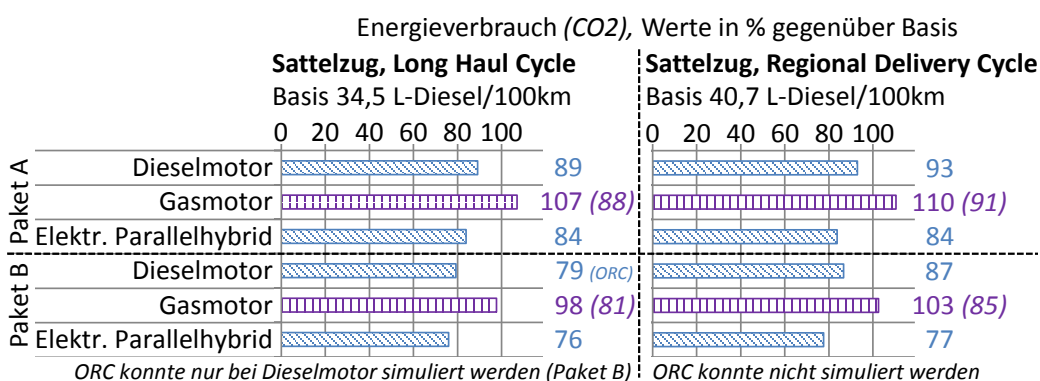 Energieverbrauch (CO2), Werte in % gegenüber Basis
Sattelzug, Long Haul Cycle
Basis 34,5 L-Diesel/100km
0 20 40 60 80 100
Sattelzug, Regional Delivery Cycle
Basis 40,7 L-Diesel/100km
0 20 40 60 80 100
Paket A
Dieselmotor 89 93
Gasmotor 107 (88) 110 (91)
Elektr. Parallelhybrid 84 84
Paket B
Dieselmotor 79 (ORC) 87
Gasmotor 98 (81) 103 (85)
Elektr. Parallelhybrid 76 77
ORC konnte nur bei Dieselmotor simuliert werden (Paket B)
ORC konnte nicht simuliert werden